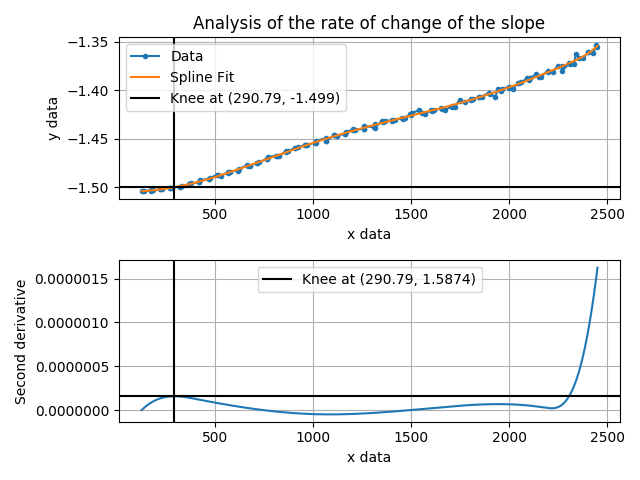 Analysis of the rate of change of the slope
−1.35
−1.40
−1.45
−1.50
y data
Data
Spline Fit
Knee at (290.79, -1.499)
500
1000
1500
2000
2500
x data
0.0000015
0.0000010
0.0000005
0.0000000
Second derivative
Knee at (290.79, 1.5874)
500
1000
1500
2000
2500
x data